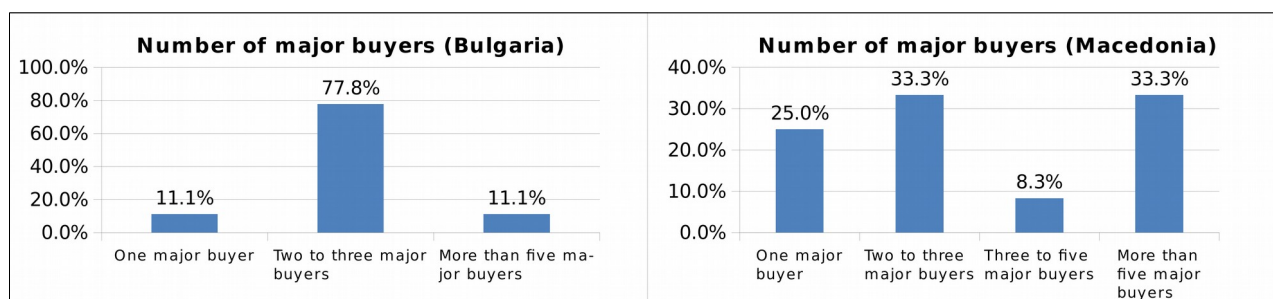 Number of major buyers (Bulgaria)
100.0%
80.0%
60.0%
40.0%
20.0%
0.0%
11.1%
77.8%
11.1%
One major buyer
Two to three major
buyers
More than five ma-
jor buyers
Number of major buyers (Macedonia)
40.0%
30.0%
20.0%
10.0%
0.0%
25.0%
33.3%
8.3%
33.3%
One major
buyer
Two to three
major buyers
Three to five
major buyers
More than
five major
buyers